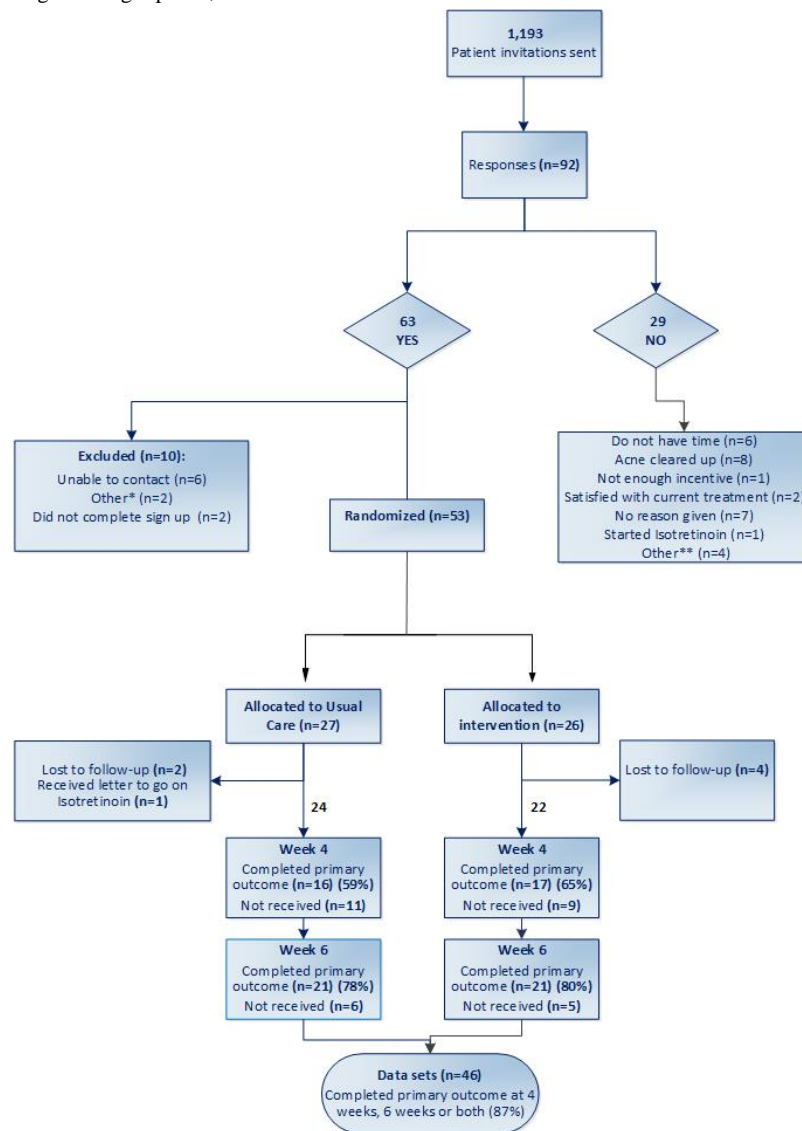 1,193
Patient invitations sent
Responses (n=92)
63
YES
29
NO
Excluded (n=10):
Unable to contact (n=6)
Other* (n=2)
Did not complete sign up (n=2)
Randomized (n=53)
Do not have time (n=6)
Acne cleared up (n=8)
Not enough incentive (n=1)
Satisfied with current treatment (n=2)
No reason given (n=7)
Started Isotretinoin (n=1)
Other** (n=4)
Allocated to Usual
Care (n=27)
Allocated to
intervention (n=26)
Lost to follow-up (n=2)
Received letter to go on
Isotretinoin (n=1)
Lost to follow-up (n=4)
24
22
Week 4
Completed primary
outcome (n=16) (59%)
Not received (n=11)
Week 4
Completed primary
outcome (n=17) (65%)
Not received (n=9)
Week 6
Completed primary
outcome (n=21) (78%)
Not received (n=6)
Week 6
Completed primary
outcome (n=21) (80%)
Not received (n=5)
Data sets (n=46)
Completed primary outcome at 4
weeks, 6 weeks or both (87%)